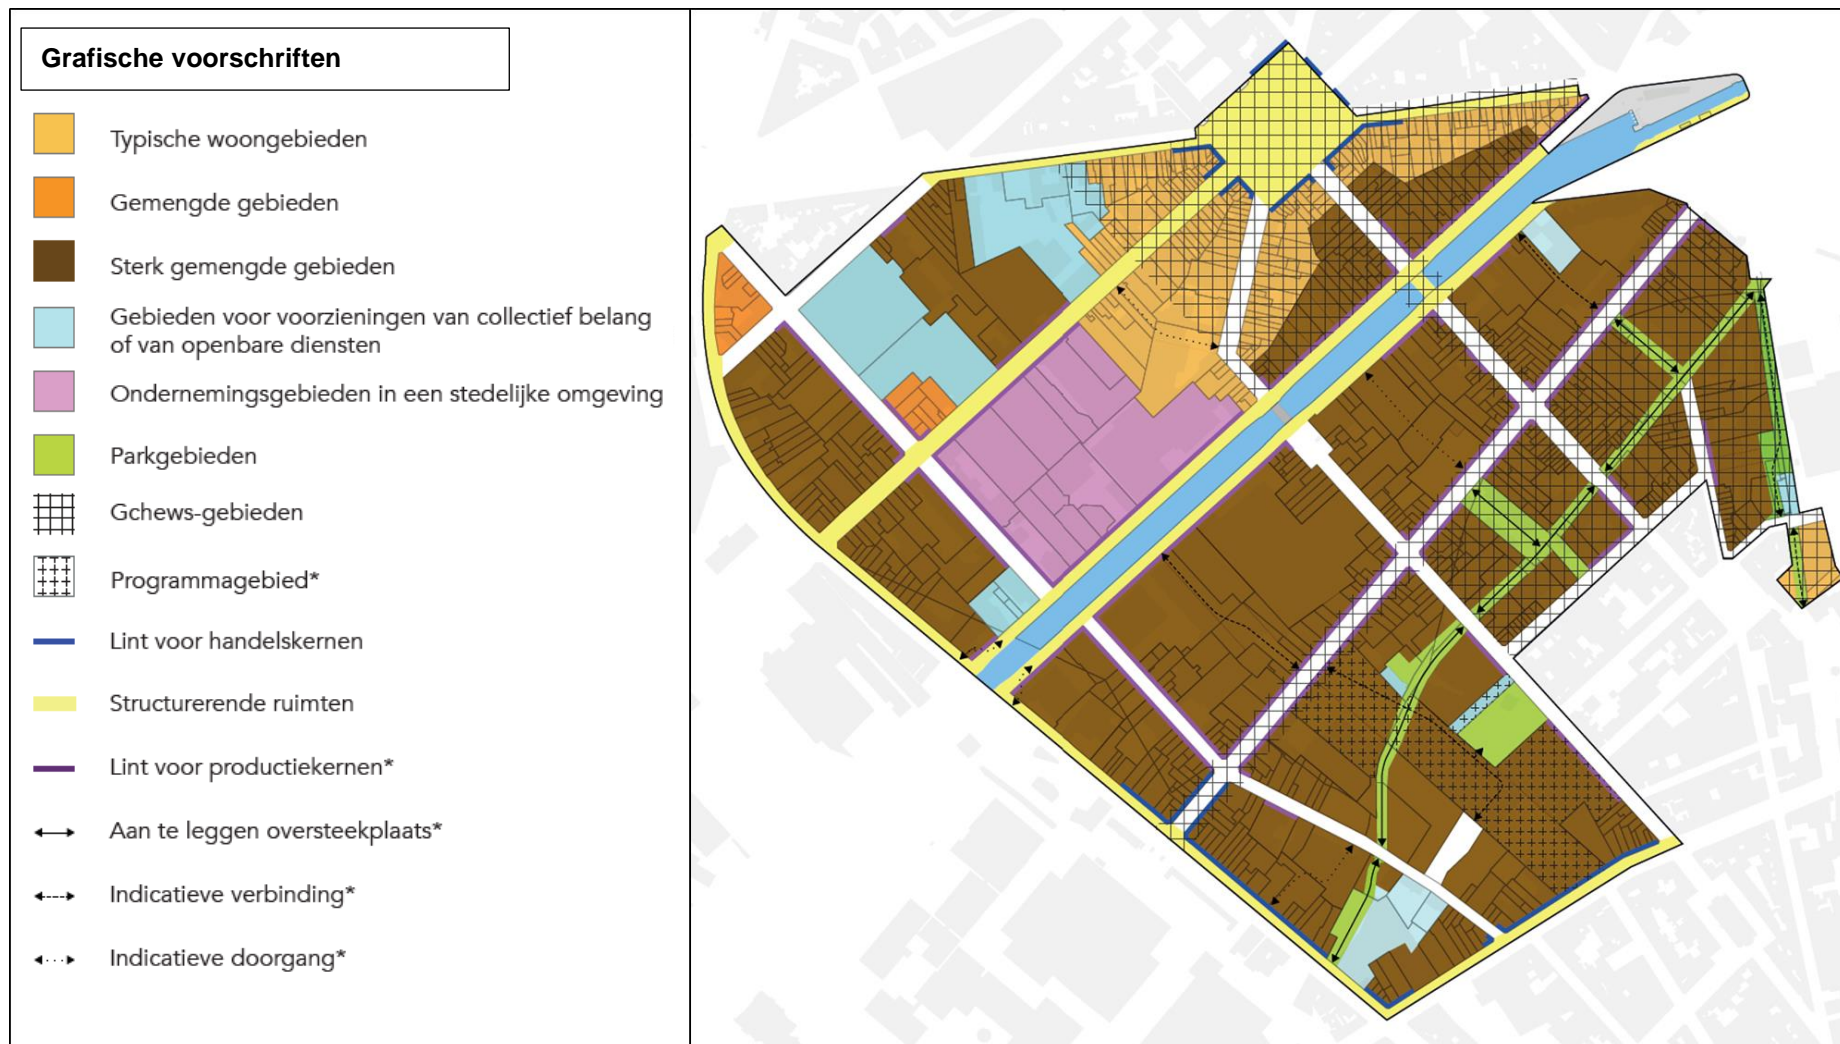 Grafische voorschriften
Typische woongebieden
Gemengde gebieden
Sterk gemengde gebieden
Gebieden voor voorzieningen van collectief belang
of van openbare diensten
Ondernemingsgebieden in een stedelijke omgeving
Parkgebieden
Gchews-gebieden
Programmagebied*
Lint voor handelskernen
Structurerende ruimten
Lint voor productiekernen*
Aan te leggen oversteekplaats*
Indicatieve verbinding*
Indicatieve doorgang*